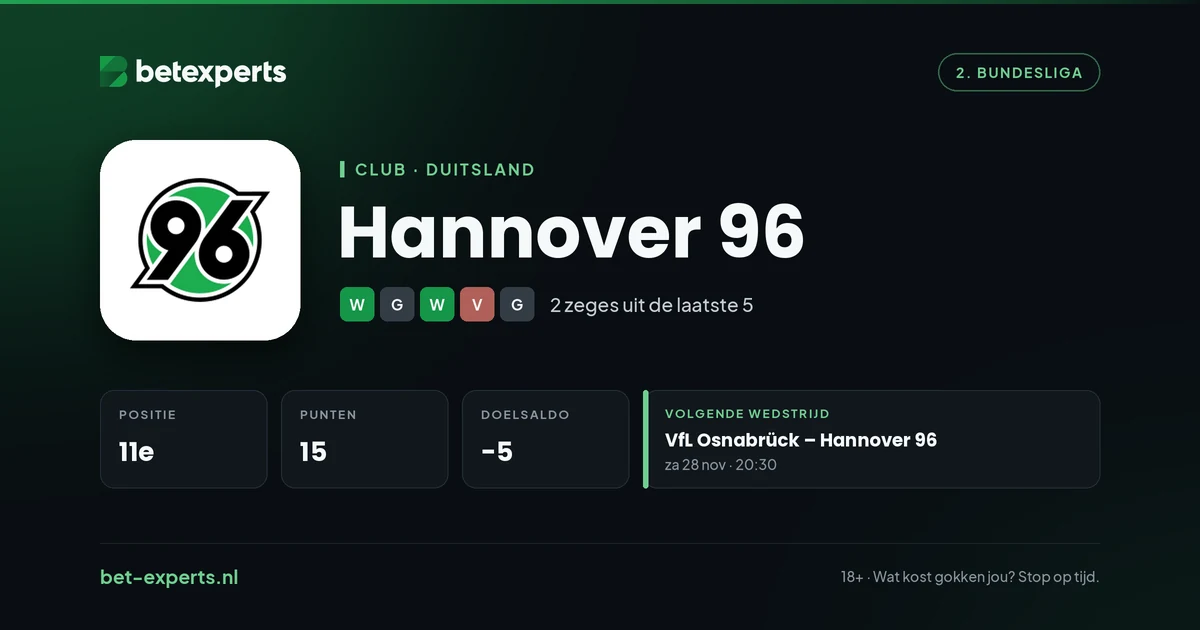 betexperts
2. BUNDESLIGA
96
CLUB · DUITSLAND
Hannover 96
W G W V G 2 zeges uit de laatste 5
POSITIE
11e
PUNTEN
15
DOELSALDO
-5
VOLGENDE WEDSTRIJD
VfL Osnabrück – Hannover 96
za 28 nov · 20:30
bet-experts.nl
18+ · Wat kost gokken jou? Stop op tijd.